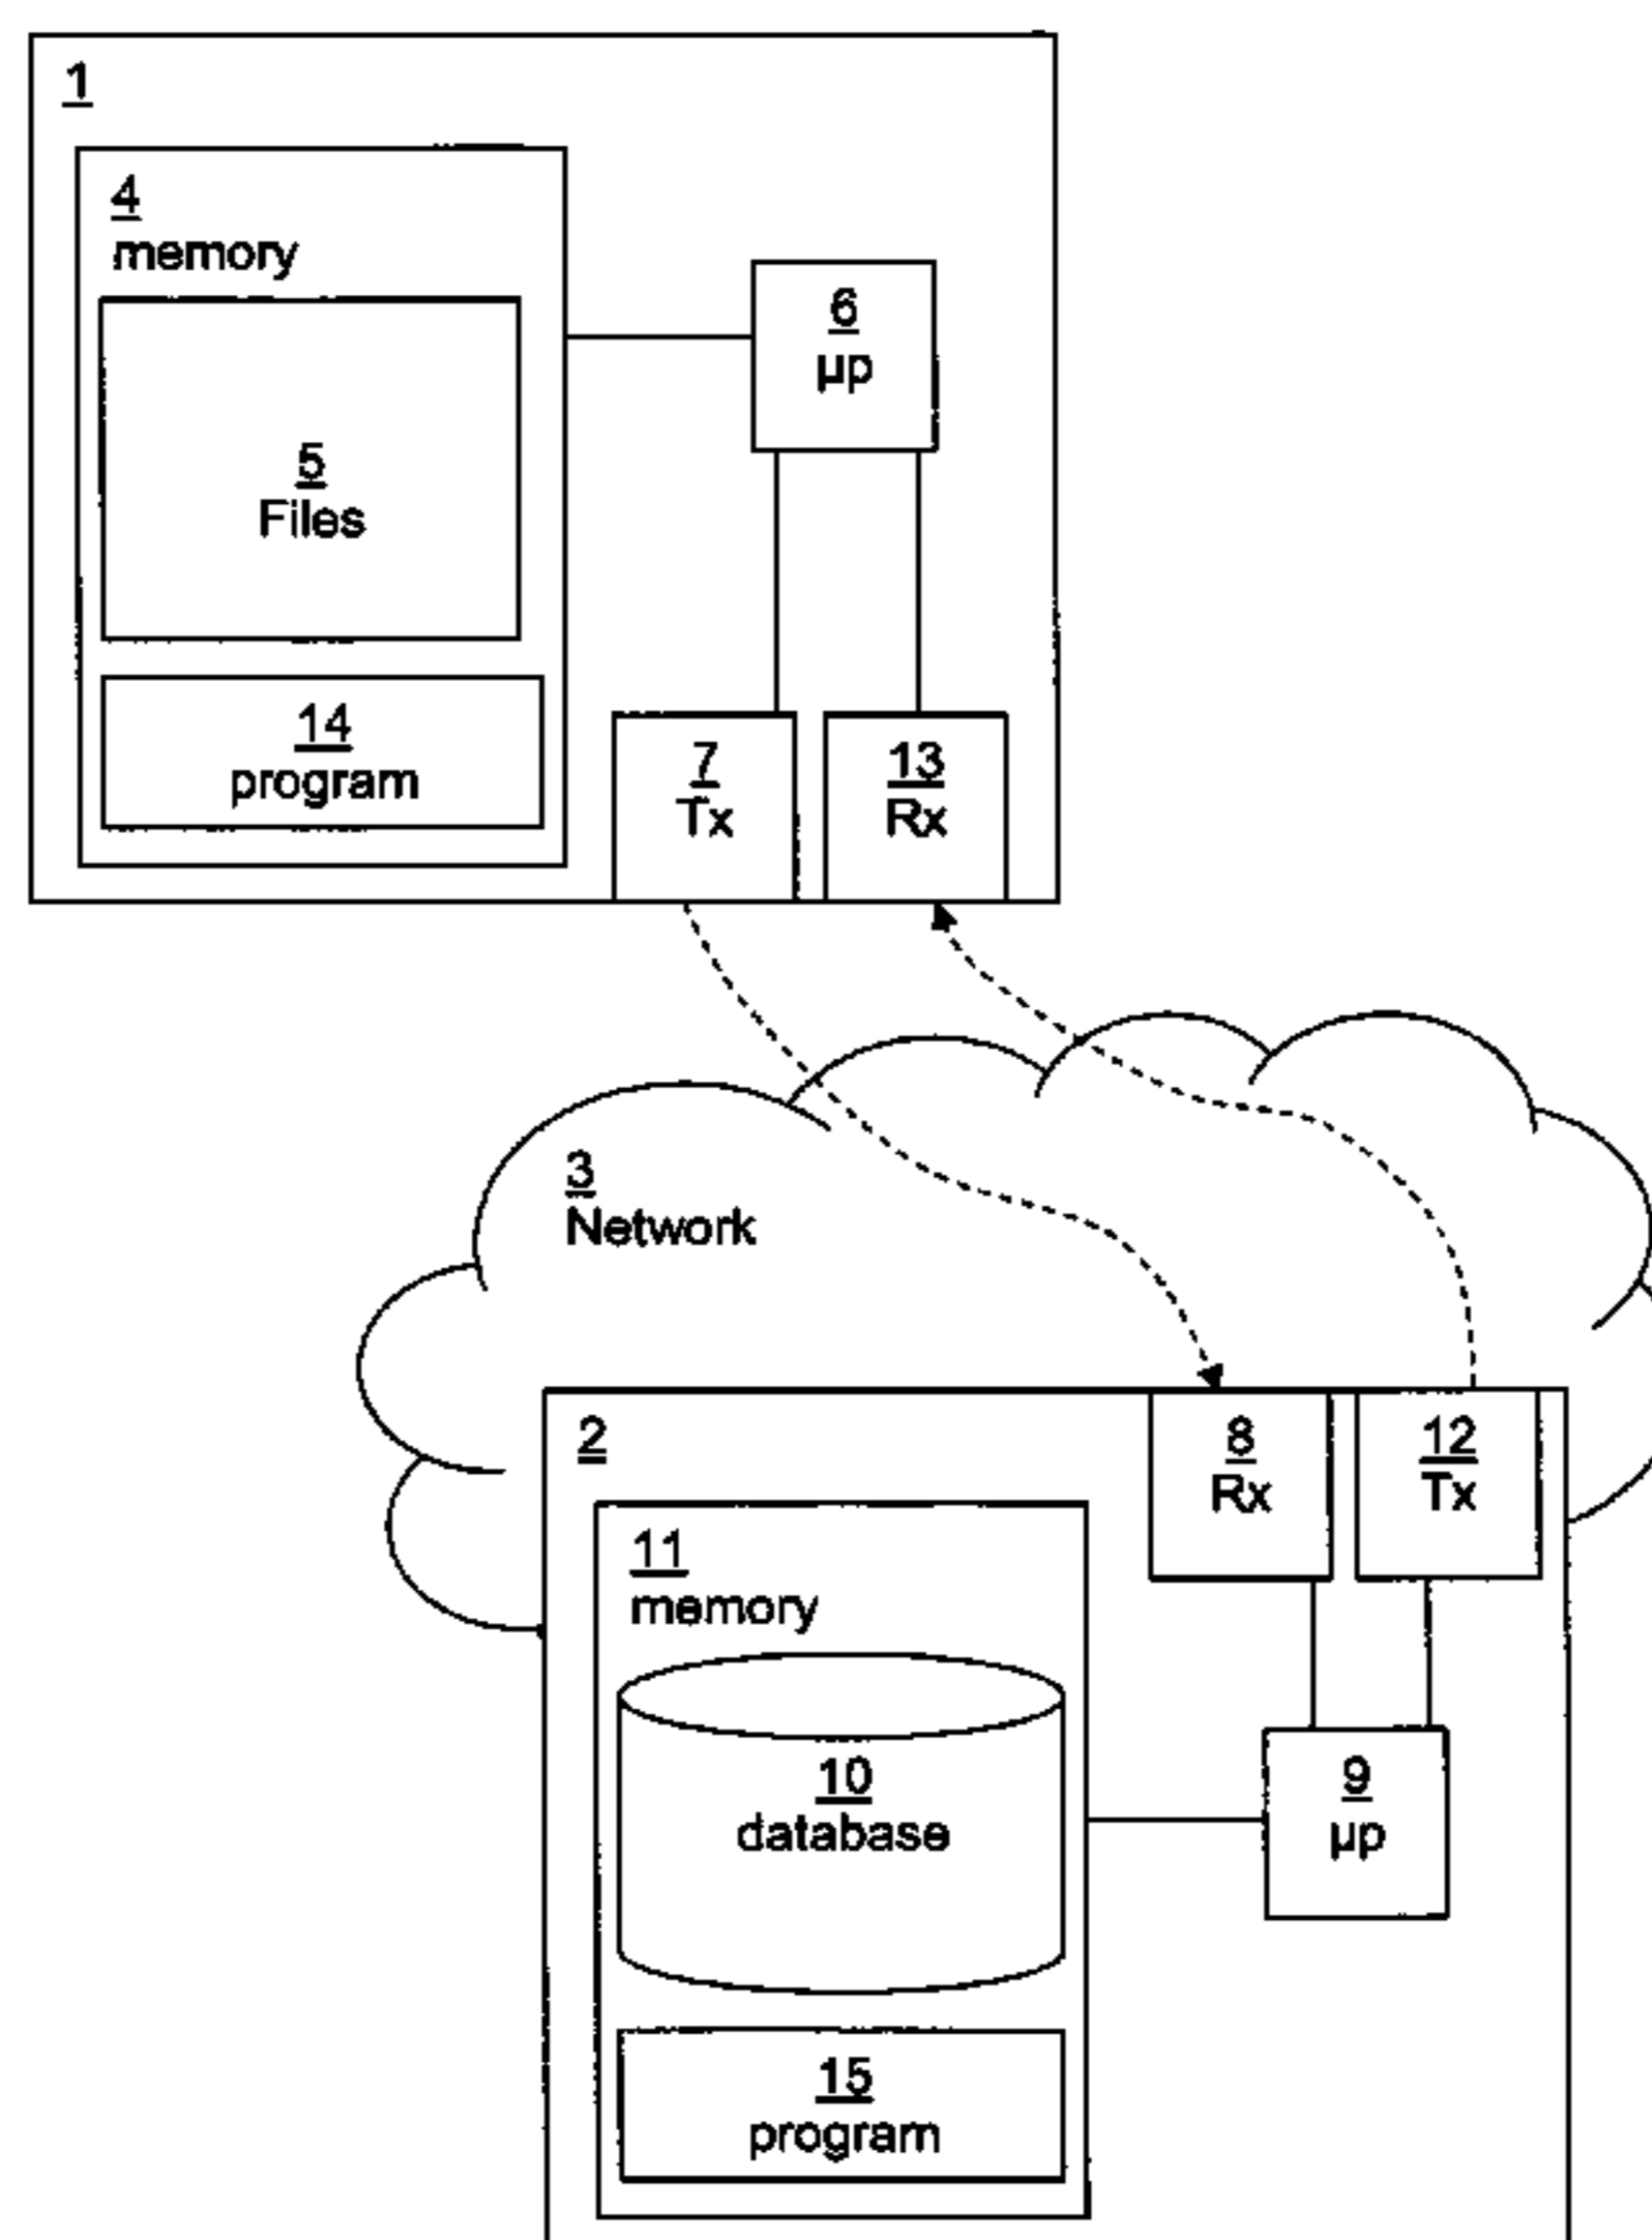 1
4
memory
6
µp
5
Files
14
program
7
Tx
13
Rx
3
Network
2
8
Rx
12
Tx
11
memory
10
database
9
µp
15
program